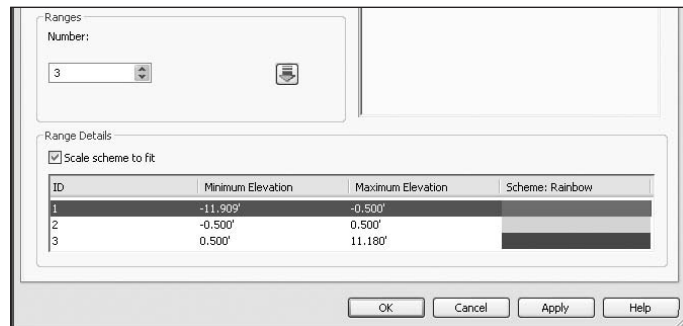 Ranges
Number:
3
Range Details
Scale scheme to fit
ID Minimum Elevation Maximum Elevation Scheme: Rainbow
1 -11.909' -0.500'
2 -0.500' 0.500'
3 0.500' 11.180'
OK Cancel Apply Help